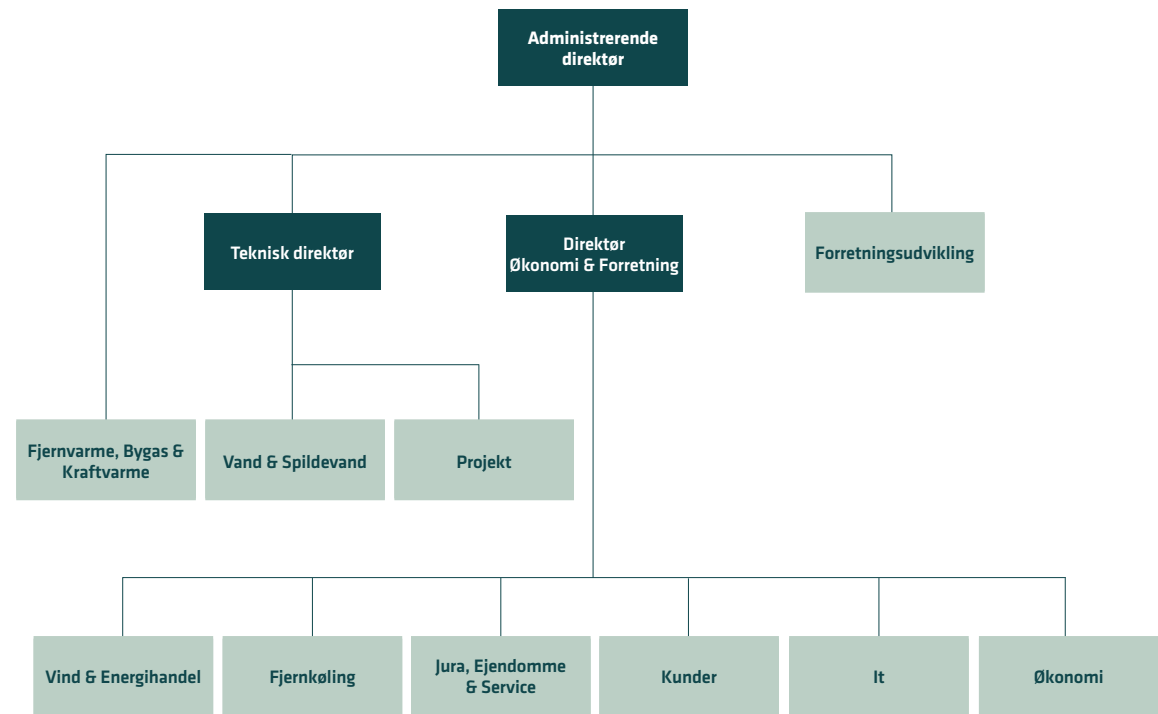 Administrerende
direktør
Teknisk direktør
Direktør
Økonomi & Forretning
Forretningsudvikling
Fjernvarme, Bygas &
Kraftvarme
Vand & Spildevand
Projekt
Vind & Energihandel
Fjernkøling
Jura, Ejendomme
& Service
Kunder
It
Økonomi